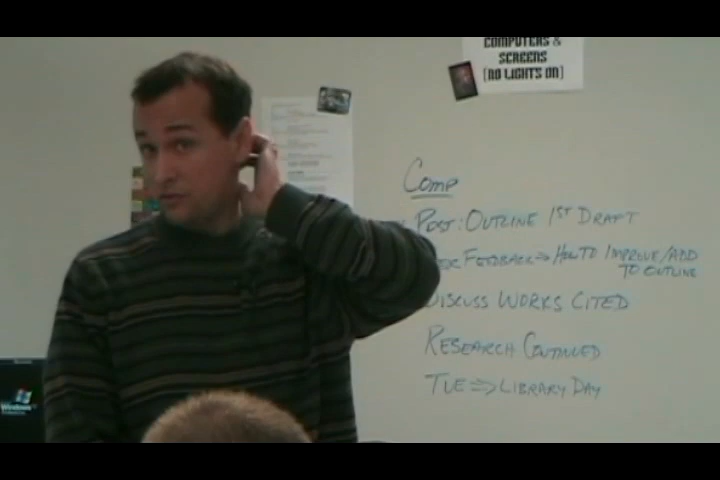 COMPUTERS &
SCREENS
(NO LIGHTS ON)
COMP
POST: OUTLINE 1ST DRAFT
FEEDBACK ⇒ HOW TO IMPROVE/ADD
TO OUTLINE
DISCUSS WORKS CITED
RESEARCH CONTINUED
TUE ⇒ LIBRARY DAY
Windows